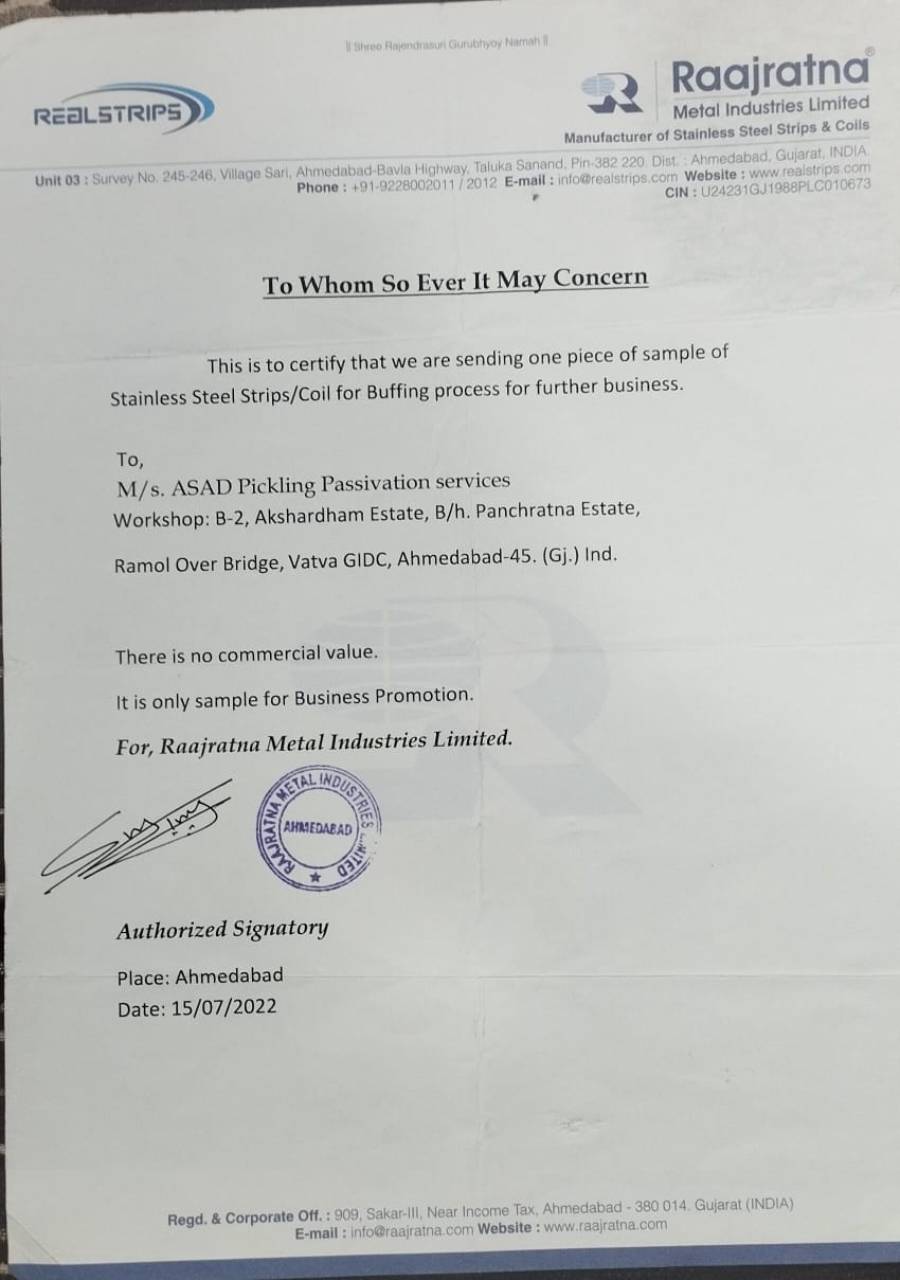 || Shree Rajendrasuri Gurubhyoy Namah ||
REALSTRIPS
Raajratna®
Metal Industries Limited
Manufacturer of Stainless Steel Strips & Coils
Unit 03 : Survey No. 245-246, Village Sari, Ahmedabad-Bavla Highway, Taluka Sanand, Pin-382 220. Dist. : Ahmedabad, Gujarat, INDIA.
Phone : +91-9228002011 / 2012 E-mail : info@realstrips.com Website : www.realstrips.com
CIN : U24231GJ1988PLC010673
To Whom So Ever It May Concern
This is to certify that we are sending one piece of sample of
Stainless Steel Strips/Coil for Buffing process for further business.
To,
M/s. ASAD Pickling Passivation services
Workshop: B-2, Akshardham Estate, B/h. Panchratna Estate,
Ramol Over Bridge, Vatva GIDC, Ahmedabad-45. (Gj.) Ind.
There is no commercial value.
It is only sample for Business Promotion.
For, Raajratna Metal Industries Limited.
RAAJRATNA METAL INDUSTRIES LIMITED
AHMEDABAD
Authorized Signatory
Place: Ahmedabad
Date: 15/07/2022
Regd. & Corporate Off. : 909, Sakar-III, Near Income Tax, Ahmedabad - 380 014. Gujarat (INDIA)
E-mail : info@raajratna.com Website : www.raajratna.com